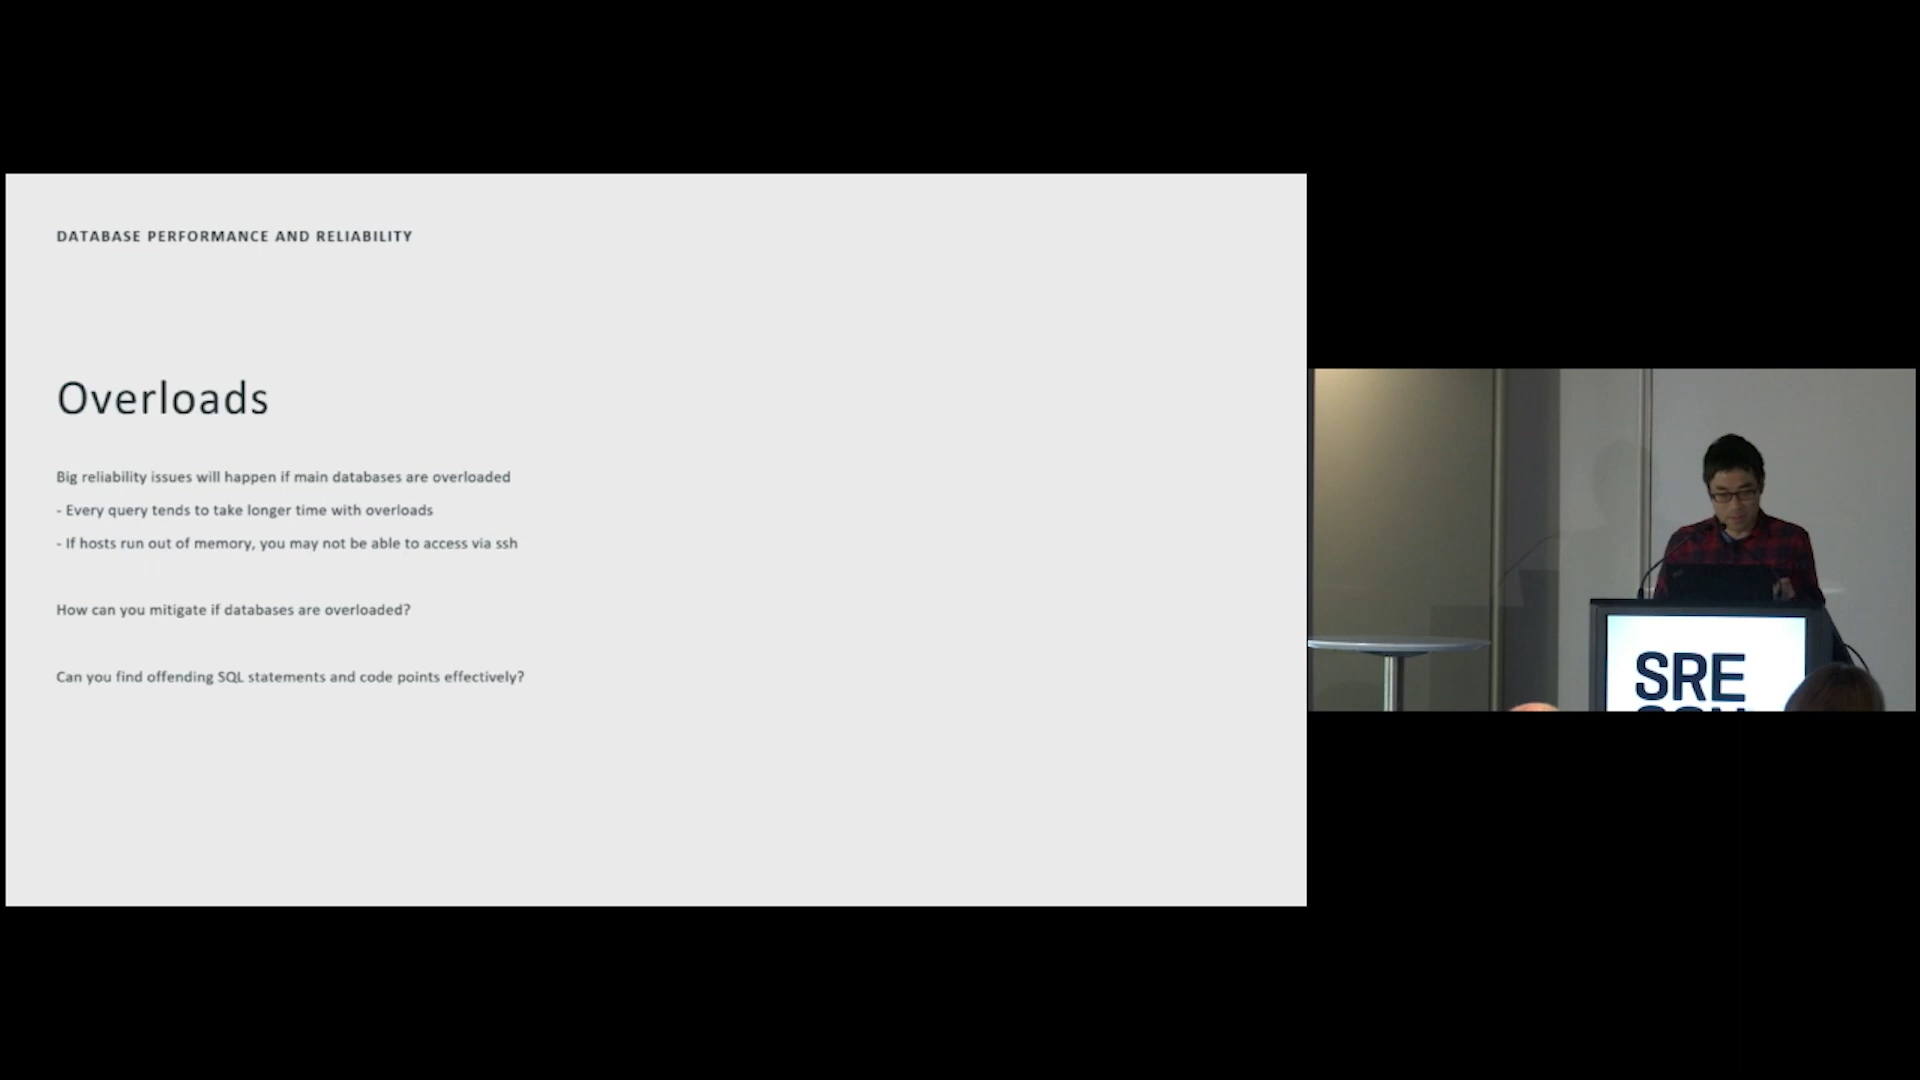 DATABASE PERFORMANCE AND RELIABILITY
Overloads
Big reliability issues will happen if main databases are overloaded
- Every query tends to take longer time with overloads
- If hosts run out of memory, you may not be able to access via ssh
How can you mitigate if databases are overloaded?
Can you find offending SQL statements and code points effectively?
SRE